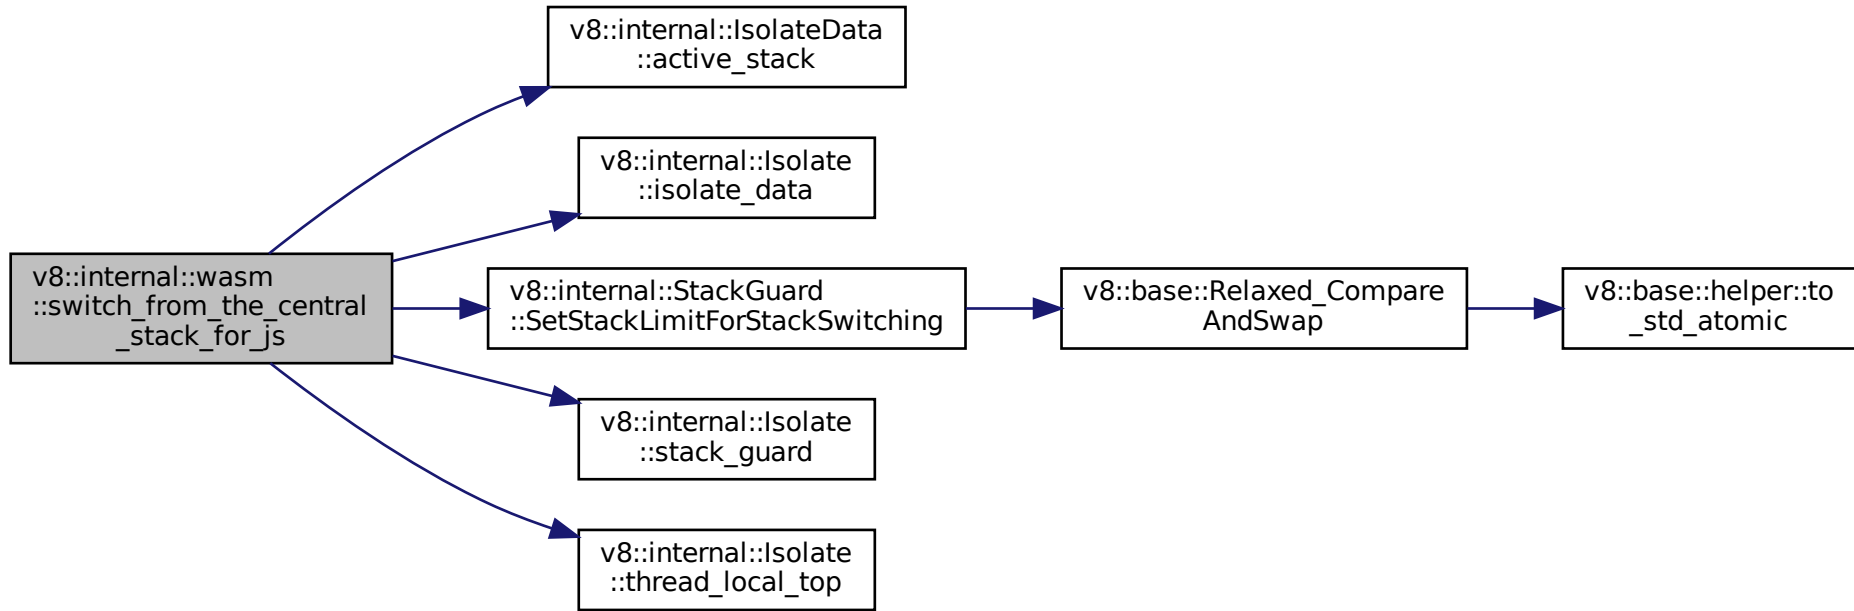 v8::internal::IsolateData
::active_stack
v8::internal::Isolate
::isolate_data
v8::internal::wasm
::switch_from_the_central
_stack_for_js
v8::internal::StackGuard
::SetStackLimitForStackSwitching
v8::base::Relaxed_Compare
AndSwap
v8::base::helper::to
_std_atomic
v8::internal::Isolate
::stack_guard
v8::internal::Isolate
::thread_local_top